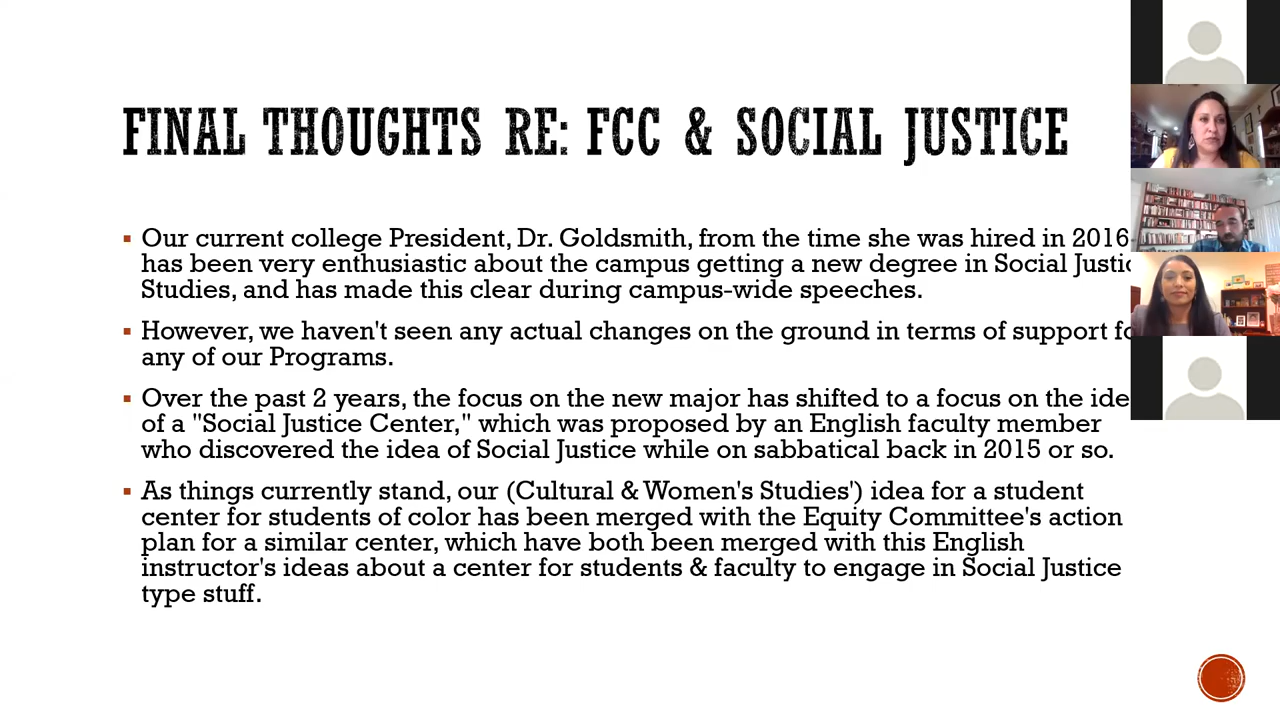 FINAL THOUGHTS RE: FCC & SOCIAL JUSTICE
Our current college President, Dr. Goldsmith, from the time she was hired in 2016
has been very enthusiastic about the campus getting a new degree in Social
Studies, and has made this clear during campus-wide speeches.
However, we haven't seen any actual changes on the ground in terms of support
any of our Programs.
Over the past 2 years, the focus on the new major has shifted to a focus on the
of a "Social Justice Center," which was proposed by an English faculty member
who discovered the idea of Social Justice while on sabbatical back in 2015 or so.
As things currently stand, our (Cultural & Women's Studies') idea for a student
center for students of color has been merged with the Equity Committee's action
plan for a similar center, which have both been merged with this English
instructor's ideas about a center for students & faculty to engage in Social Justice
type stuff.